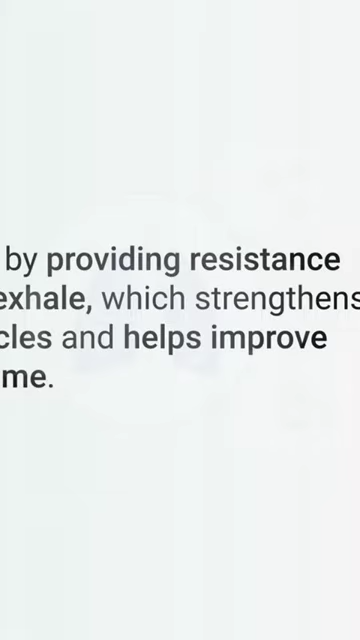 by providing resistance
exhale, which strengthens
cles and helps improve
me.